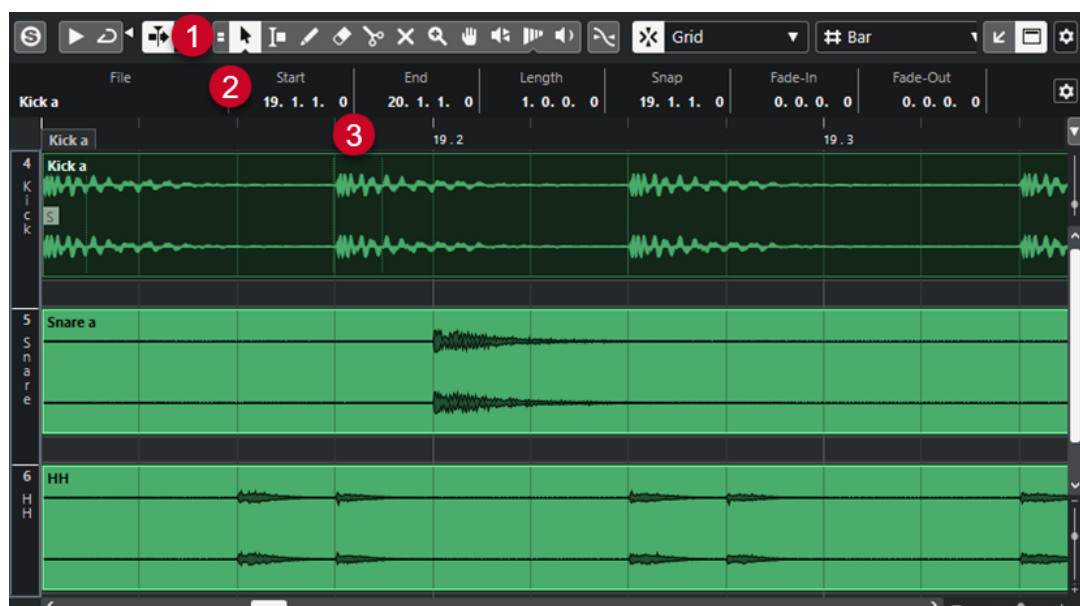 1 Grid Bar
File Start End Length Snap Fade-In Fade-Out
2
Kick a 19. 1. 1. 0 20. 1. 1. 0 1. 0. 0. 0 19. 1. 1. 0 0. 0. 0. 0 0. 0. 0. 0
Kick a 3 19.2 19.3
4 Kick a
Kick
S
5 Snare a
Snare
6 HH
HH